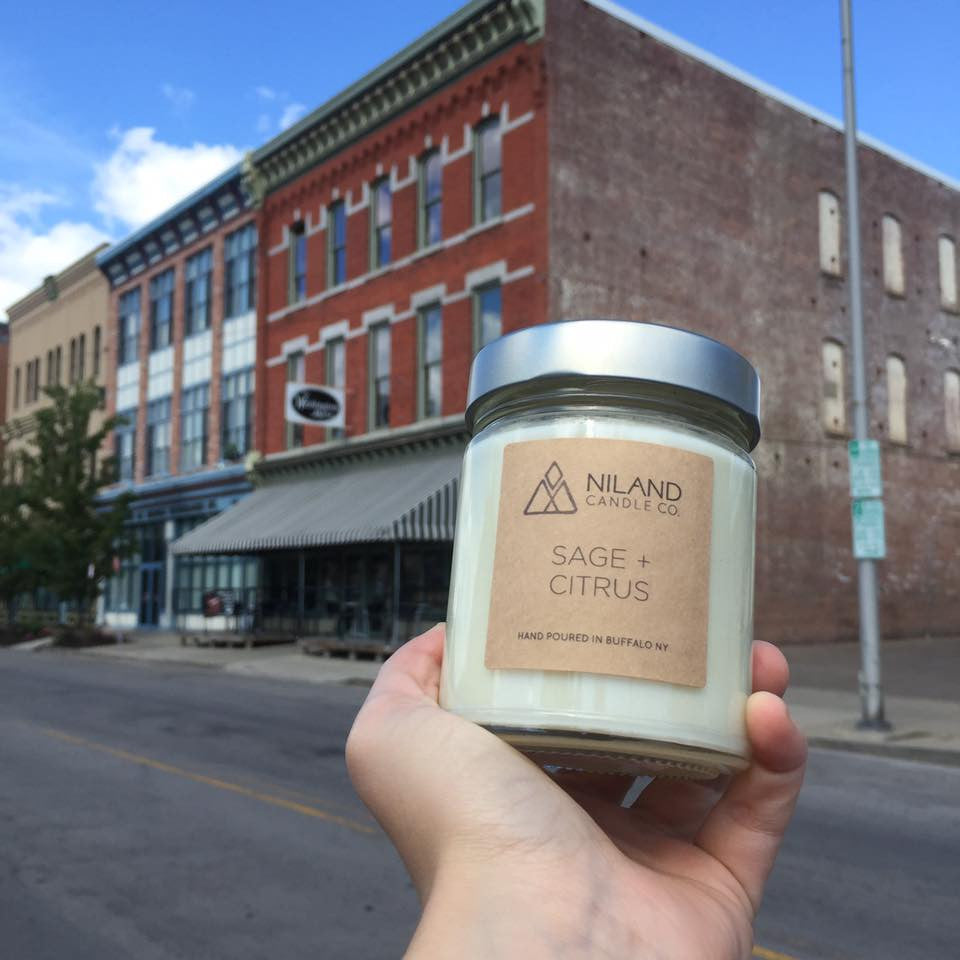 NILAND
CANDLE CO.
SAGE +
CITRUS
HAND POURED IN BUFFALO NY